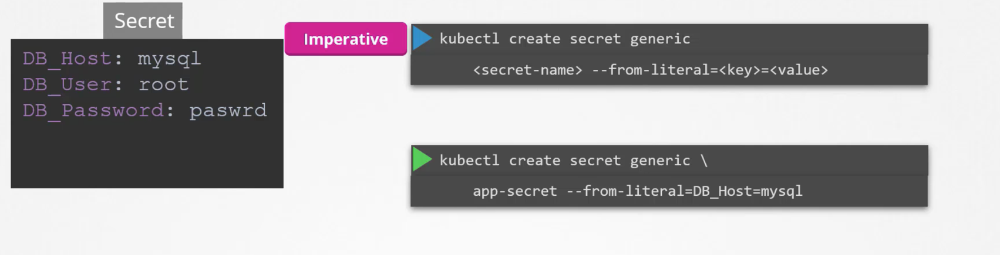 Secret
DB_Host: mysql
DB_User: root
DB_Password: paswrd
Imperative
kubectl create secret generic
<secret-name> --from-literal=<key>=<value>
kubectl create secret generic \
app-secret --from-literal=DB_Host=mysql